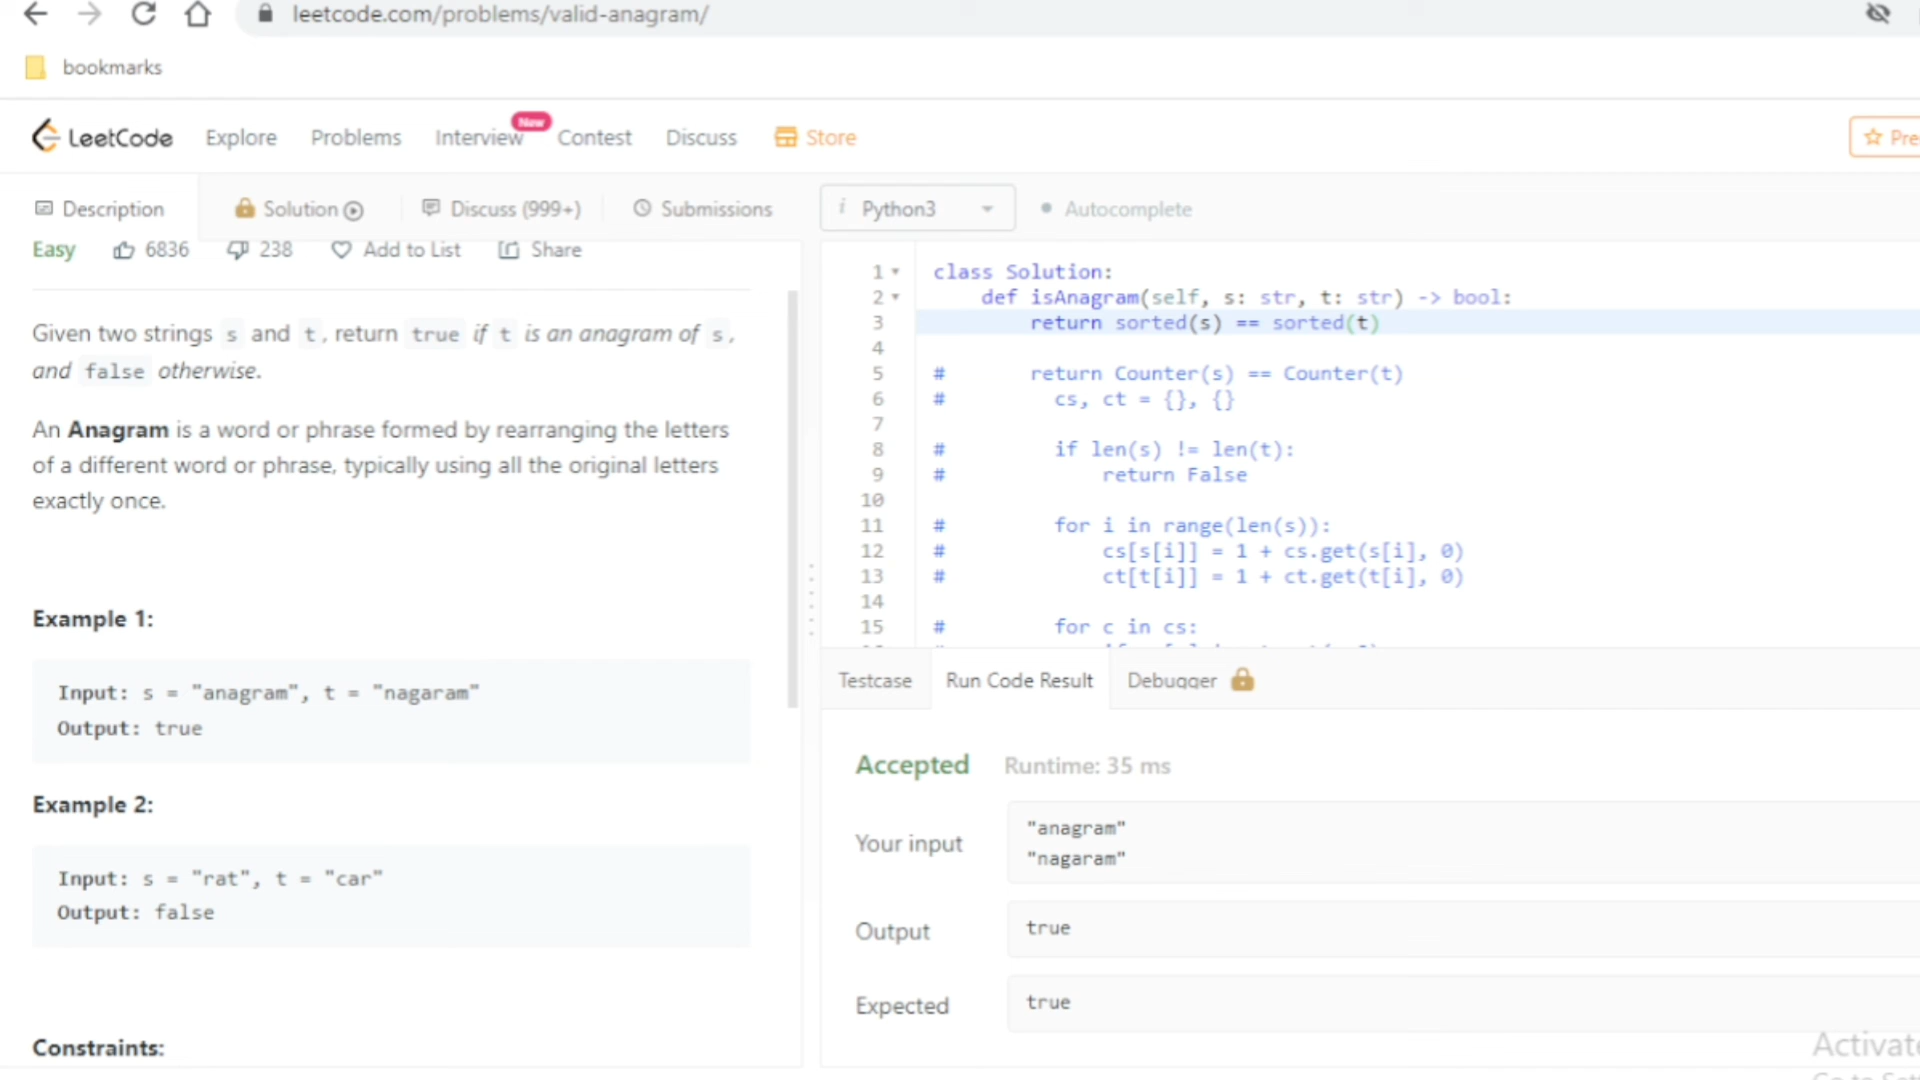 leetcode.com/problems/valid-anagram/
bookmarks
LeetCode Explore Problems Interview New Contest Discuss Store
Description Solution Discuss (999+) Submissions
Easy 6836 238 Add to List Share
Given two strings s and t, return true if t is an anagram of s,
and false otherwise.
An Anagram is a word or phrase formed by rearranging the letters
of a different word or phrase, typically using all the original letters
exactly once.
Example 1:
Input: s = "anagram", t = "nagaram"
Output: true
Example 2:
Input: s = "rat", t = "car"
Output: false
Constraints:
i Python3 Autocomplete
1 class Solution:
2 def isAnagram(self, s: str, t: str) -> bool:
3 return sorted(s) == sorted(t)
4
5 # return Counter(s) == Counter(t)
6 # cs, ct = {}, {}
7
8 # if len(s) != len(t):
9 # return False
10
11 # for i in range(len(s)):
12 # cs[s[i]] = 1 + cs.get(s[i], 0)
13 # ct[t[i]] = 1 + ct.get(t[i], 0)
14
15 # for c in cs:
Testcase Run Code Result Debugger
Accepted Runtime: 35 ms
Your input
"anagram"
"nagaram"
Output true
Expected true